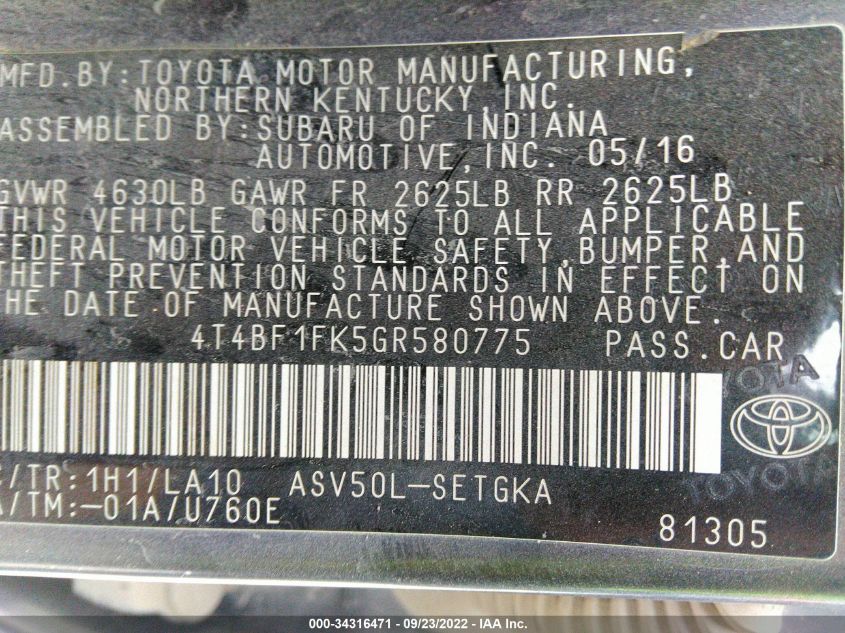 MFD.BY:TOYOTA MOTOR MANUFACTURING,
NORTHERN KENTUCKY,INC.
ASSEMBLED BY:SUBARU OF INDIANA
AUTOMOTIVE,INC. 05/16
GVWR 4630LB GAWR FR 2625LB RR 2625LB
THIS VEHICLE CONFORMS TO ALL APPLICABLE
FEDERAL MOTOR VEHICLE SAFETY,BUMPER,AND
THEFT PREVENTION STANDARDS IN EFFECT ON
THE DATE OF MANUFACTURE SHOWN ABOVE.
4T4BF1FK5GR580775 PASS.CAR
TOYOTA
TOYOTA
/TR:1H1/LA10 ASV50L-SETGKA
A/TM:-01A/U760E
81305
000-34316471 - 09/23/2022 - IAA Inc.